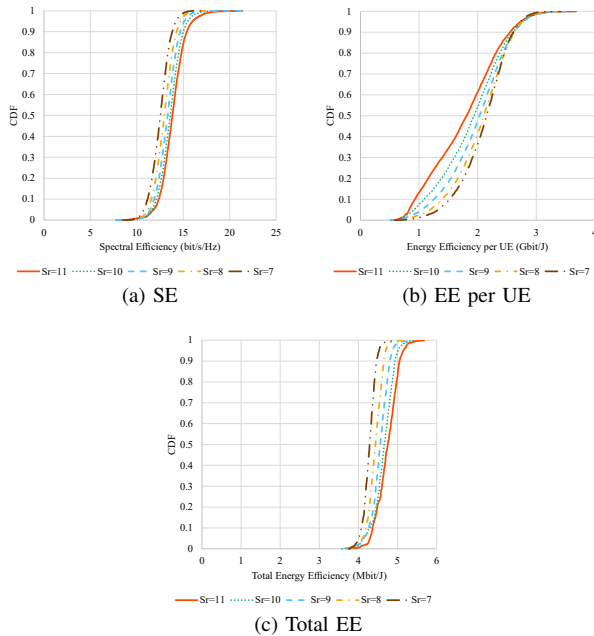 1
0.9
0.8
0.7
0.6
0.5
0.4
0.3
0.2
0.1
0
CDF
0 5 10 15 20 25
Spectral Efficiency (bit/s/Hz)
Sr=11 Sr=10 Sr=9 Sr=8 Sr=7
(a) SE
1
0.9
0.8
0.7
0.6
0.5
0.4
0.3
0.2
0.1
0
CDF
0 1 2 3 4
Energy Efficiency per UE (Gbit/J)
Sr=11 Sr=10 Sr=9 Sr=8 Sr=7
(b) EE per UE
1
0.9
0.8
0.7
0.6
0.5
0.4
0.3
0.2
0.1
0
CDF
0 1 2 3 4 5 6
Total Energy Efficiency (Mbit/J)
Sr=11 Sr=10 Sr=9 Sr=8 Sr=7
(c) Total EE